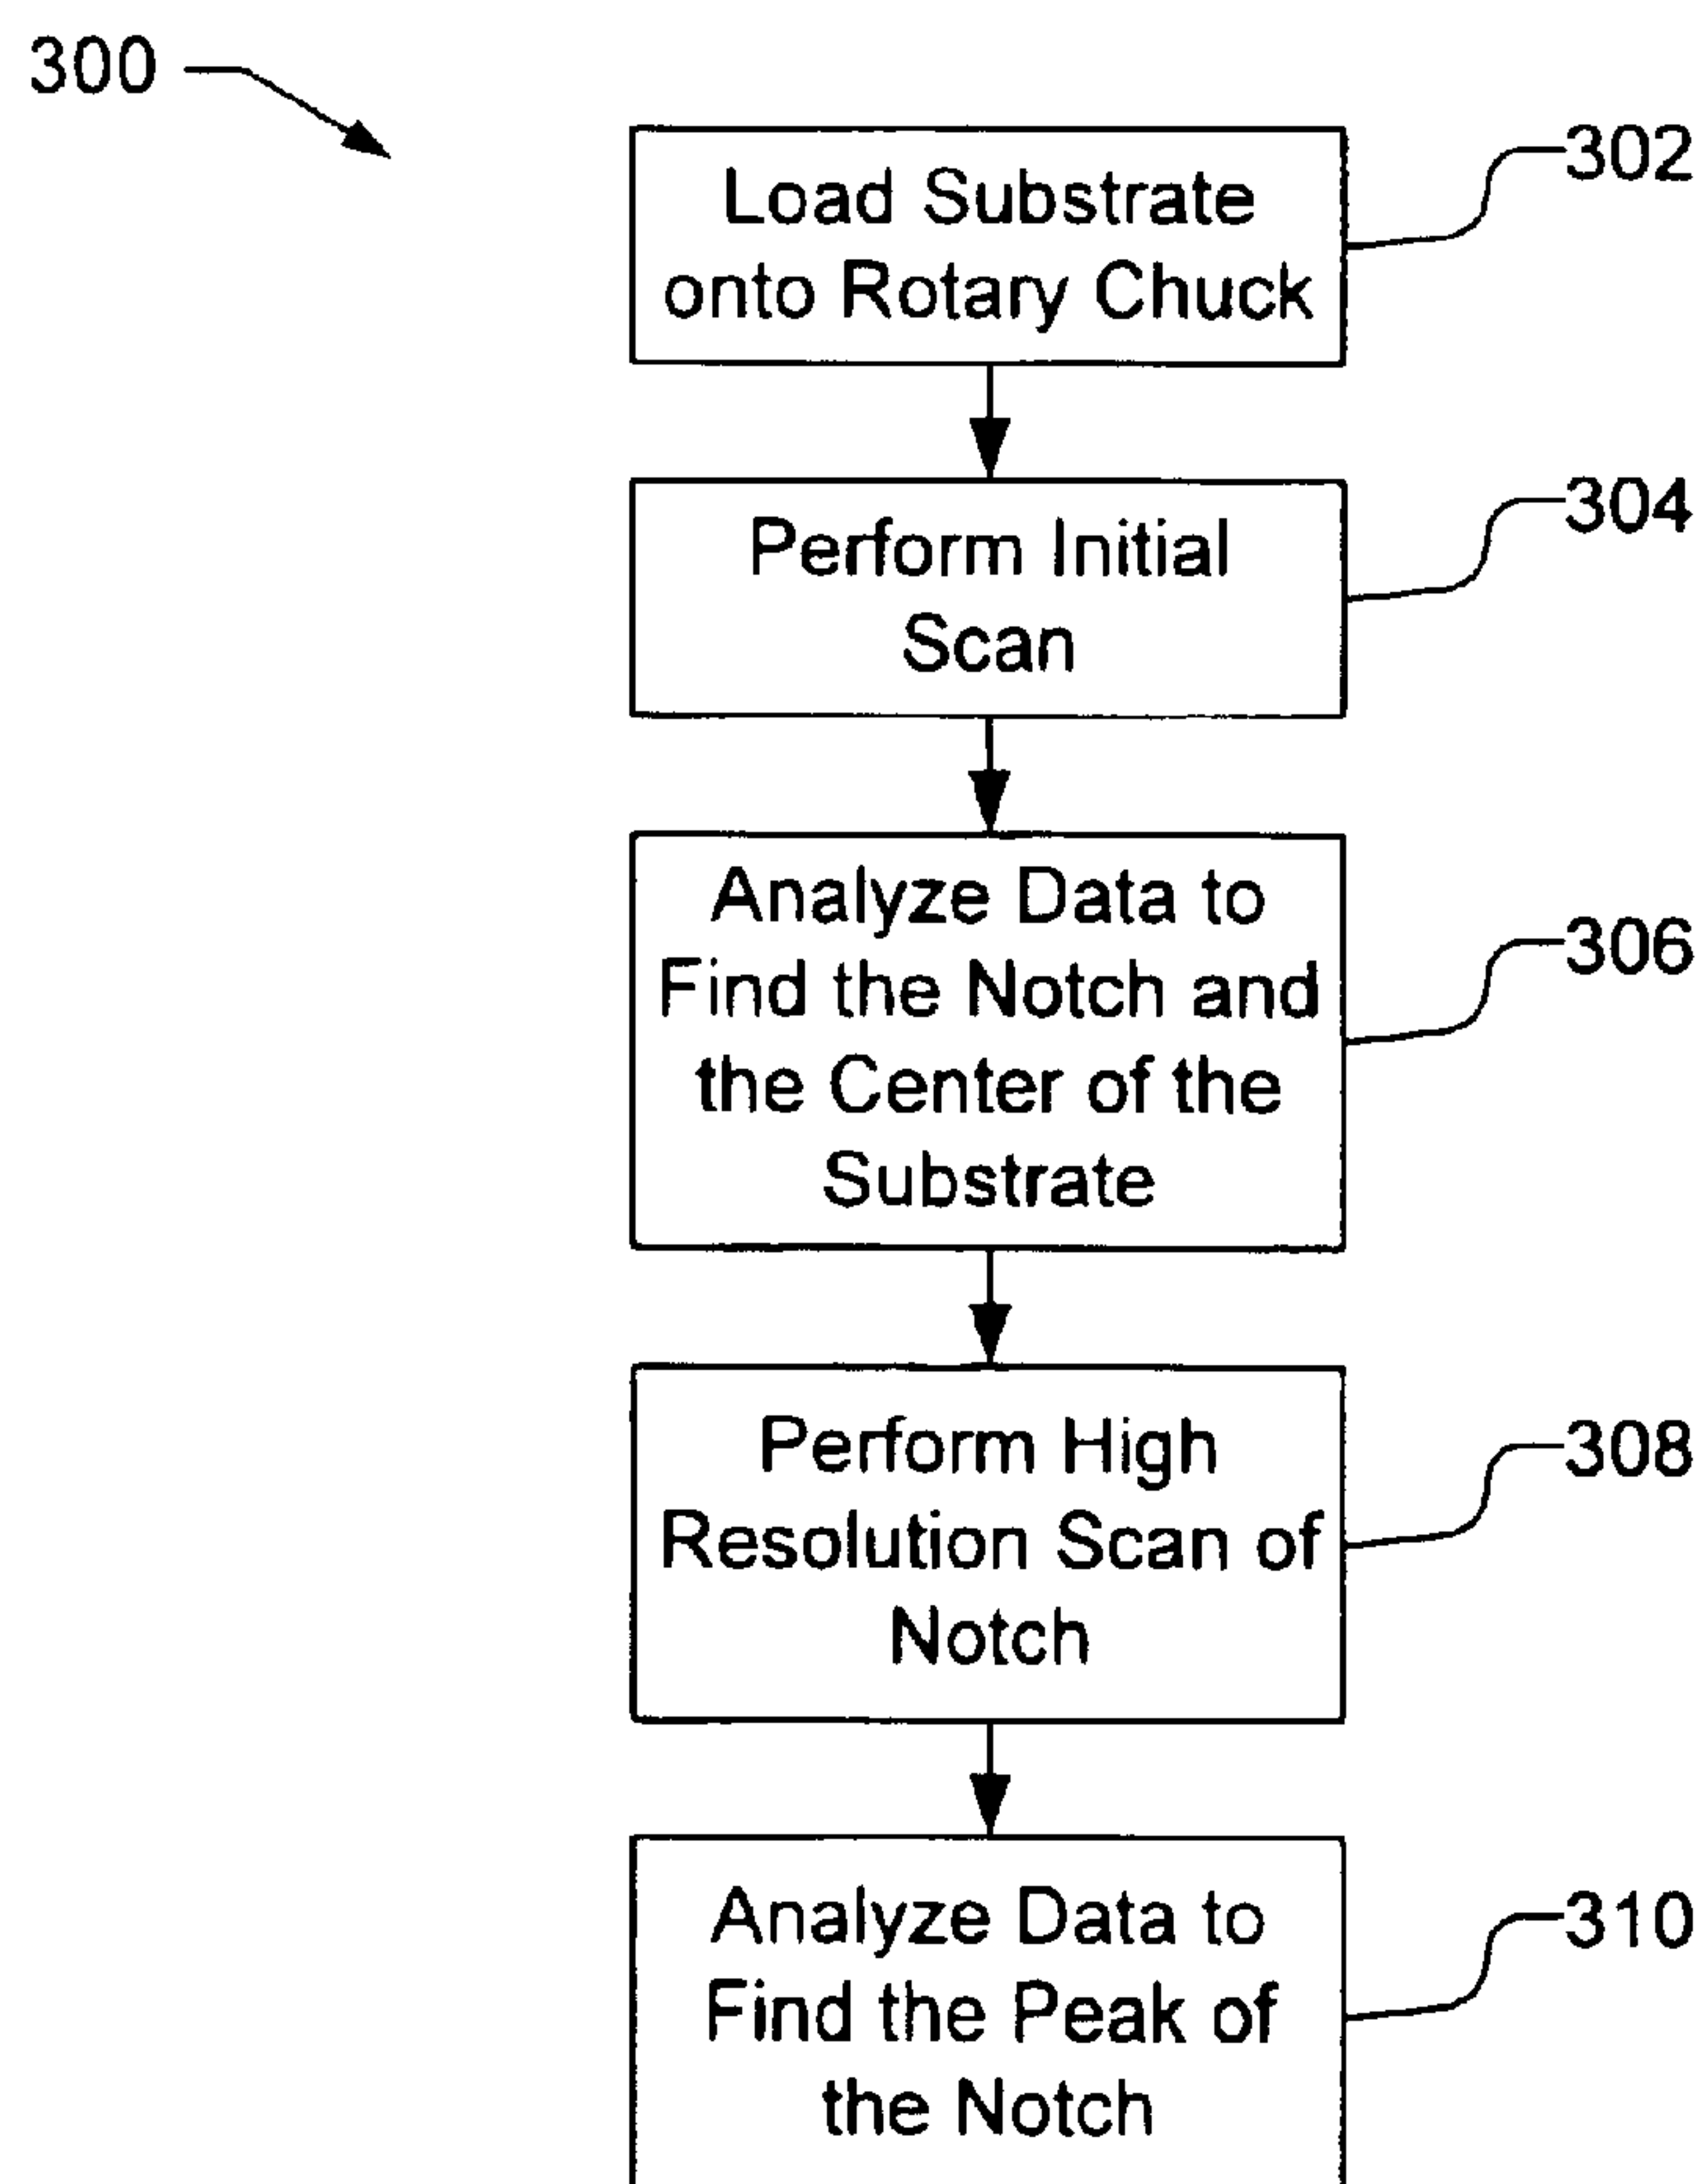 300
302
Load Substrate
onto Rotary Chuck
304
Perform Initial
Scan
306
Analyze Data to
Find the Notch and
the Center of the
Substrate
308
Perform High
Resolution Scan of
Notch
310
Analyze Data to
Find the Peak of
the Notch